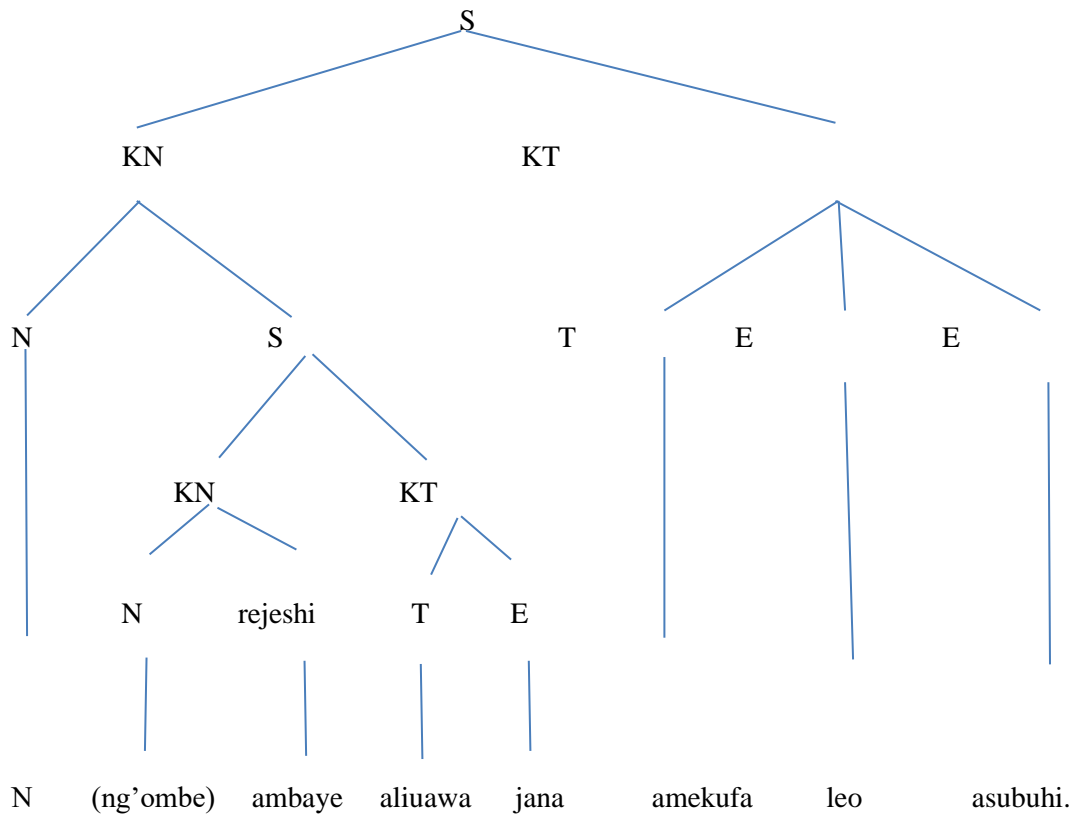 S
KN KT
N S T E E
KN KT
N rejeshi T E
N (ng’ombe) ambaye aliuawa jana amekufa leo asubuhi.